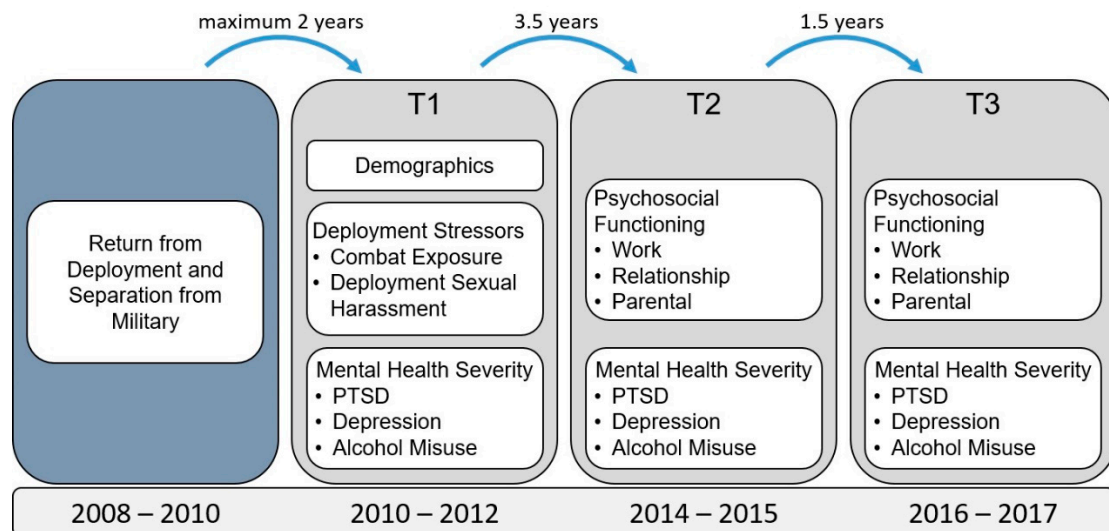 maximum 2 years
3.5 years
1.5 years
Return from
Deployment and
Separation from
Military
T1
Demographics
Deployment Stressors
• Combat Exposure
• Deployment Sexual
Harassment
Mental Health Severity
• PTSD
• Depression
• Alcohol Misuse
T2
Psychosocial
Functioning
• Work
• Relationship
• Parental
Mental Health Severity
• PTSD
• Depression
• Alcohol Misuse
T3
Psychosocial
Functioning
• Work
• Relationship
• Parental
Mental Health Severity
• PTSD
• Depression
• Alcohol Misuse
2008 – 2010
2010 – 2012
2014 – 2015
2016 – 2017